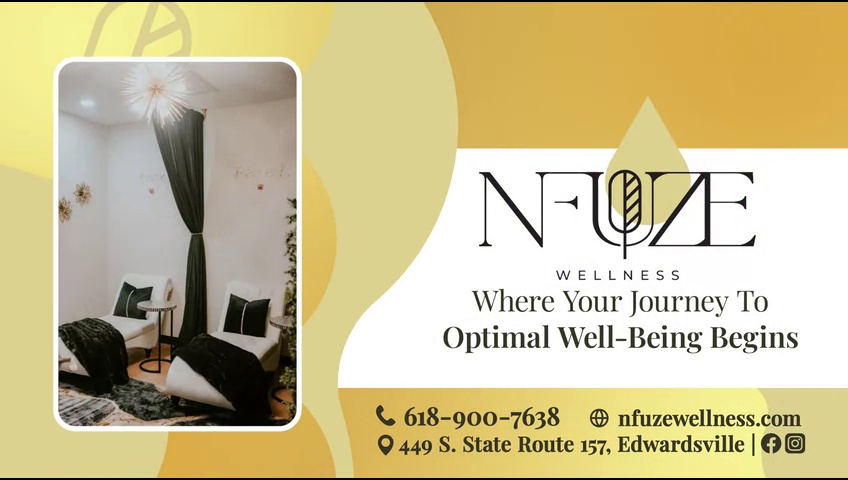 NFUZE
WELLNESS
Where Your Journey To
Optimal Well-Being Begins
618-900-7638 nfuzewellness.com
449 S. State Route 157, Edwardsville |